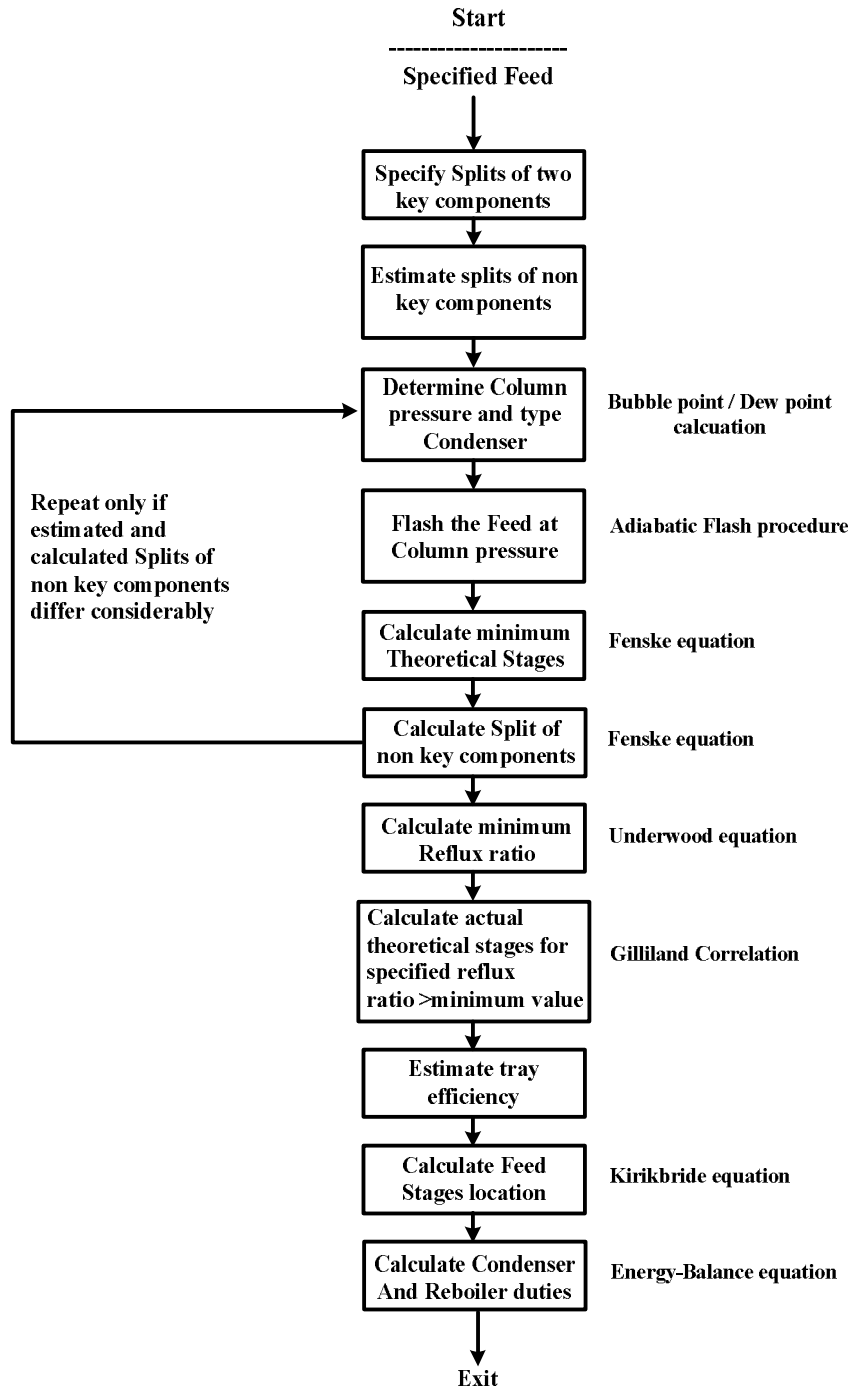 Start
-----------------------
Specified Feed
Specify Splits of two
key components
Estimate splits of non
key components
Determine Column
pressure and type
Condenser
Bubble point / Dew point
calcuation
Repeat only if
estimated and
calculated Splits of
non key components
differ considerably
Flash the Feed at
Column pressure
Adiabatic Flash procedure
Calculate minimum
Theoretical Stages
Fenske equation
Calculate Split of
non key components
Fenske equation
Calculate minimum
Reflux ratio
Underwood equation
Calculate actual
theoretical stages for
specified reflux
ratio >minimum value
Gilliland Correlation
Estimate tray
efficiency
Calculate Feed
Stages location
Kirikbride equation
Calculate Condenser
And Reboiler duties
Energy-Balance equation
Exit